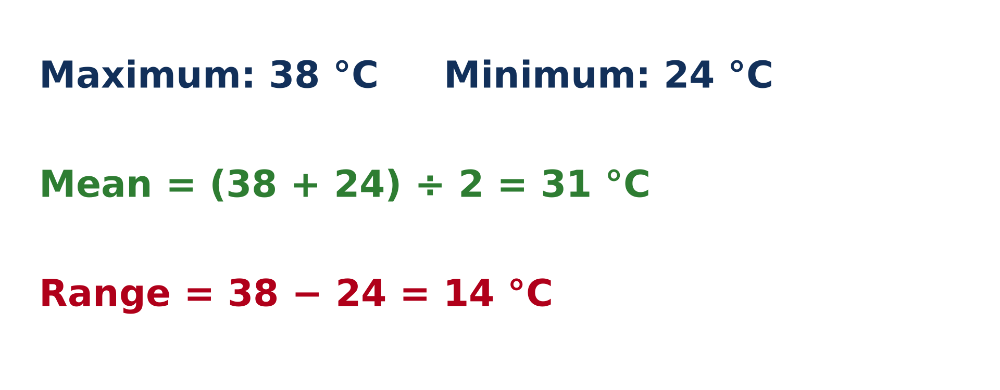 Maximum: 38 °C Minimum: 24 °C
Mean = (38 + 24) ÷ 2 = 31 °C
Range = 38 − 24 = 14 °C